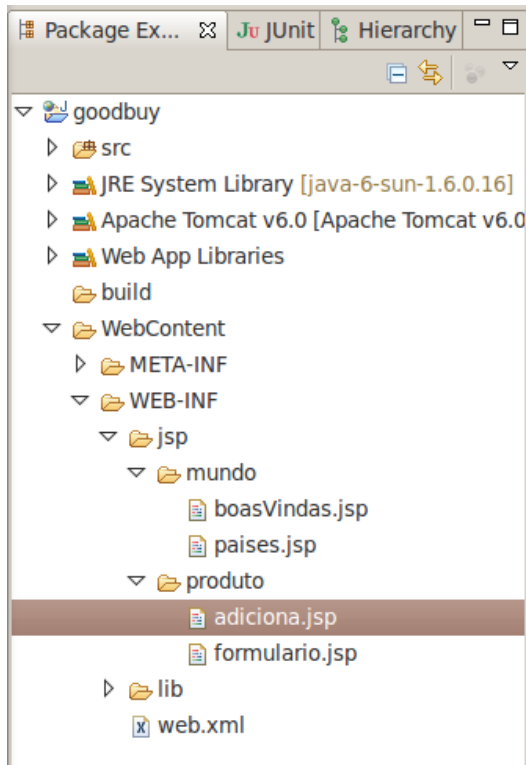 Package Ex... JUnit Hierarchy
goodbuy
src
JRE System Library [java-6-sun-1.6.0.16]
Apache Tomcat v6.0 [Apache Tomcat v6.0
Web App Libraries
build
WebContent
META-INF
WEB-INF
jsp
mundo
boasVindas.jsp
paises.jsp
produto
adiciona.jsp
formulario.jsp
lib
web.xml